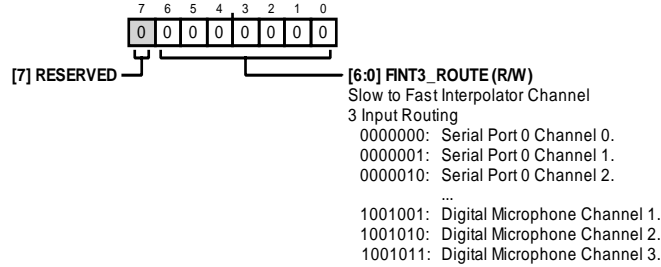 7 6 5 4 3 2 1 0
0 0 0 0 0 0 0 0
[7] RESERVED
[6:0] FINT3_ROUTE (R/W)
Slow to Fast Interpolator Channel
3 Input Routing
0000000: Serial Port 0 Channel 0.
0000001: Serial Port 0 Channel 1.
0000010: Serial Port 0 Channel 2.
...
1001001: Digital Microphone Channel 1.
1001010: Digital Microphone Channel 2.
1001011: Digital Microphone Channel 3.